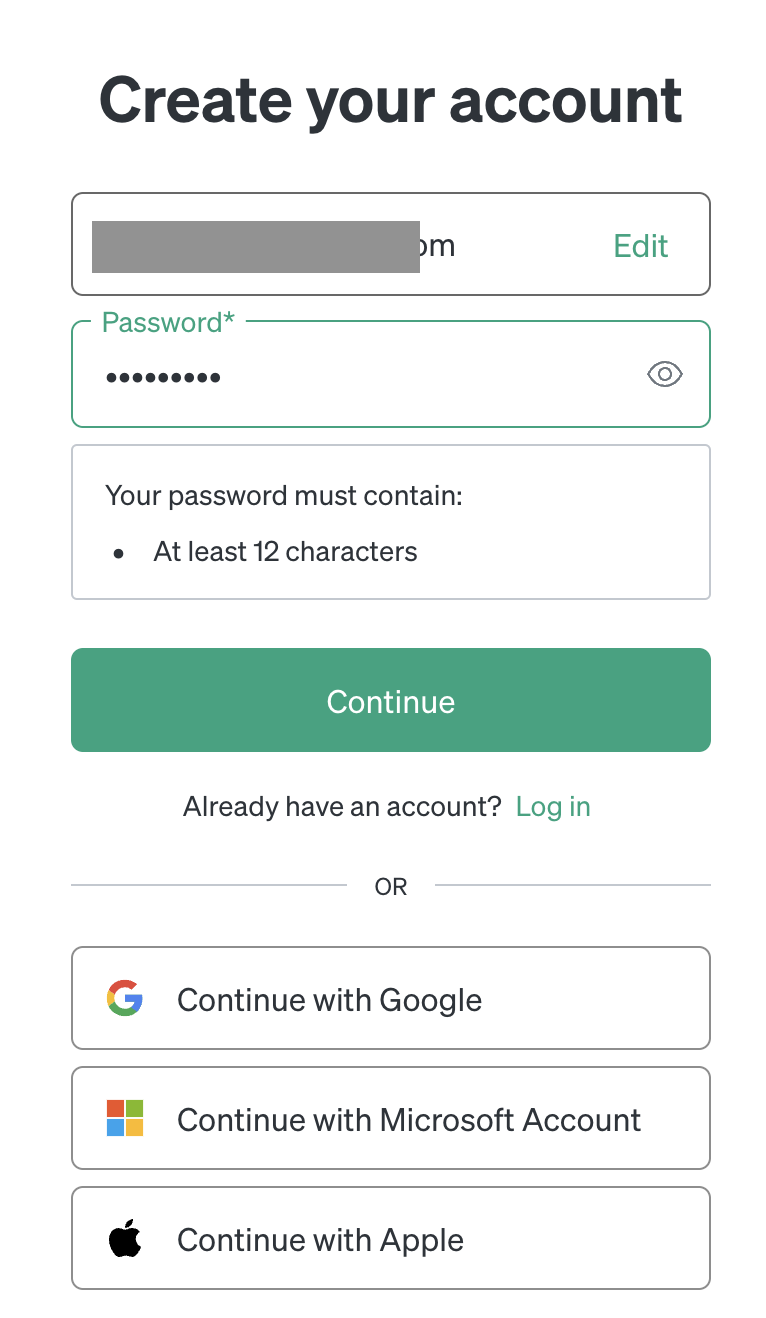 Create your account
om Edit
Password*
•••••••••
Your password must contain:
• At least 12 characters
Continue
Already have an account? Log in
OR
Continue with Google
Continue with Microsoft Account
Continue with Apple